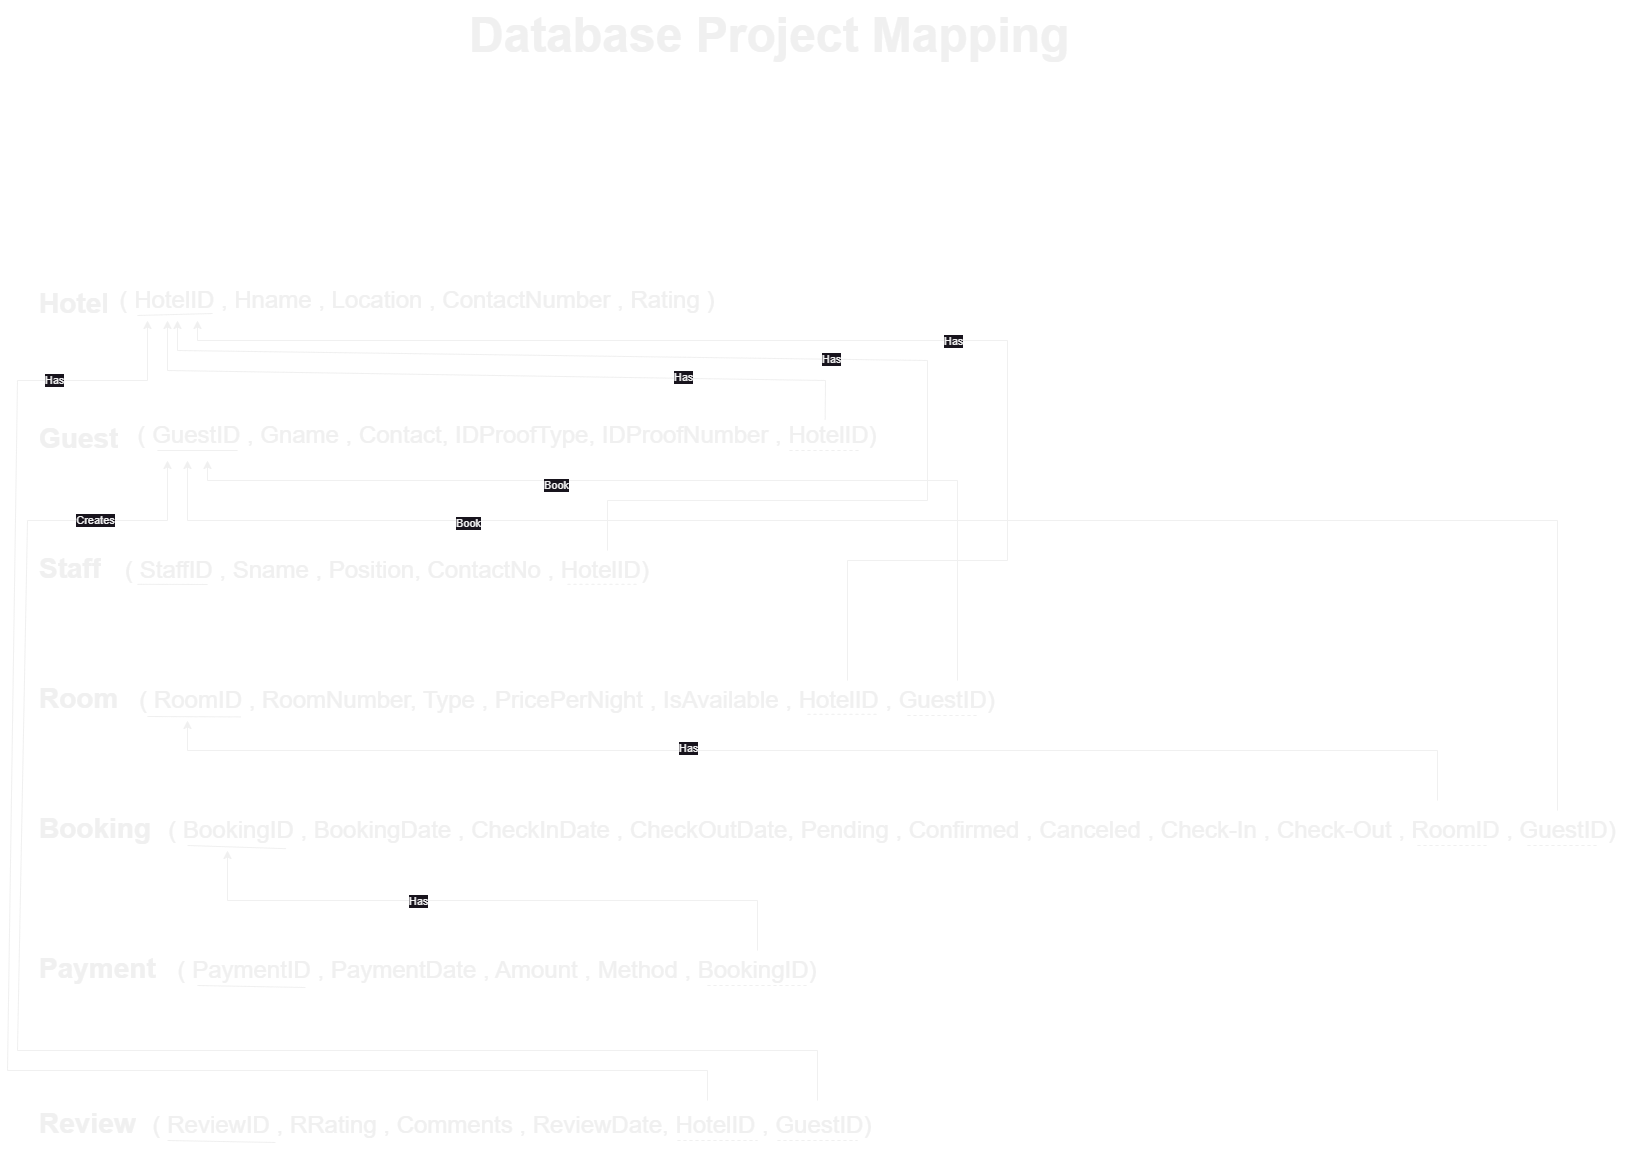 Database Project Mapping
Hotel ( HotelID , Hname , Location , ContactNumber , Rating )
Has
Has
Has
Has
Guest ( GuestID , Gname , Contact, IDProofType, IDProofNumber , HotelID)
Book
Creates
Book
Staff ( StaffID , Sname , Position, ContactNo , HotelID)
Room ( RoomID , RoomNumber, Type , PricePerNight , IsAvailable , HotelID , GuestID)
Has
Booking ( BookingID , BookingDate , CheckInDate , CheckOutDate, Pending , Confirmed , Canceled , Check-In , Check-Out , RoomID , GuestID)
Has
Payment ( PaymentID , PaymentDate , Amount , Method , BookingID)
Review ( ReviewID , RRating , Comments , ReviewDate, HotelID , GuestID)